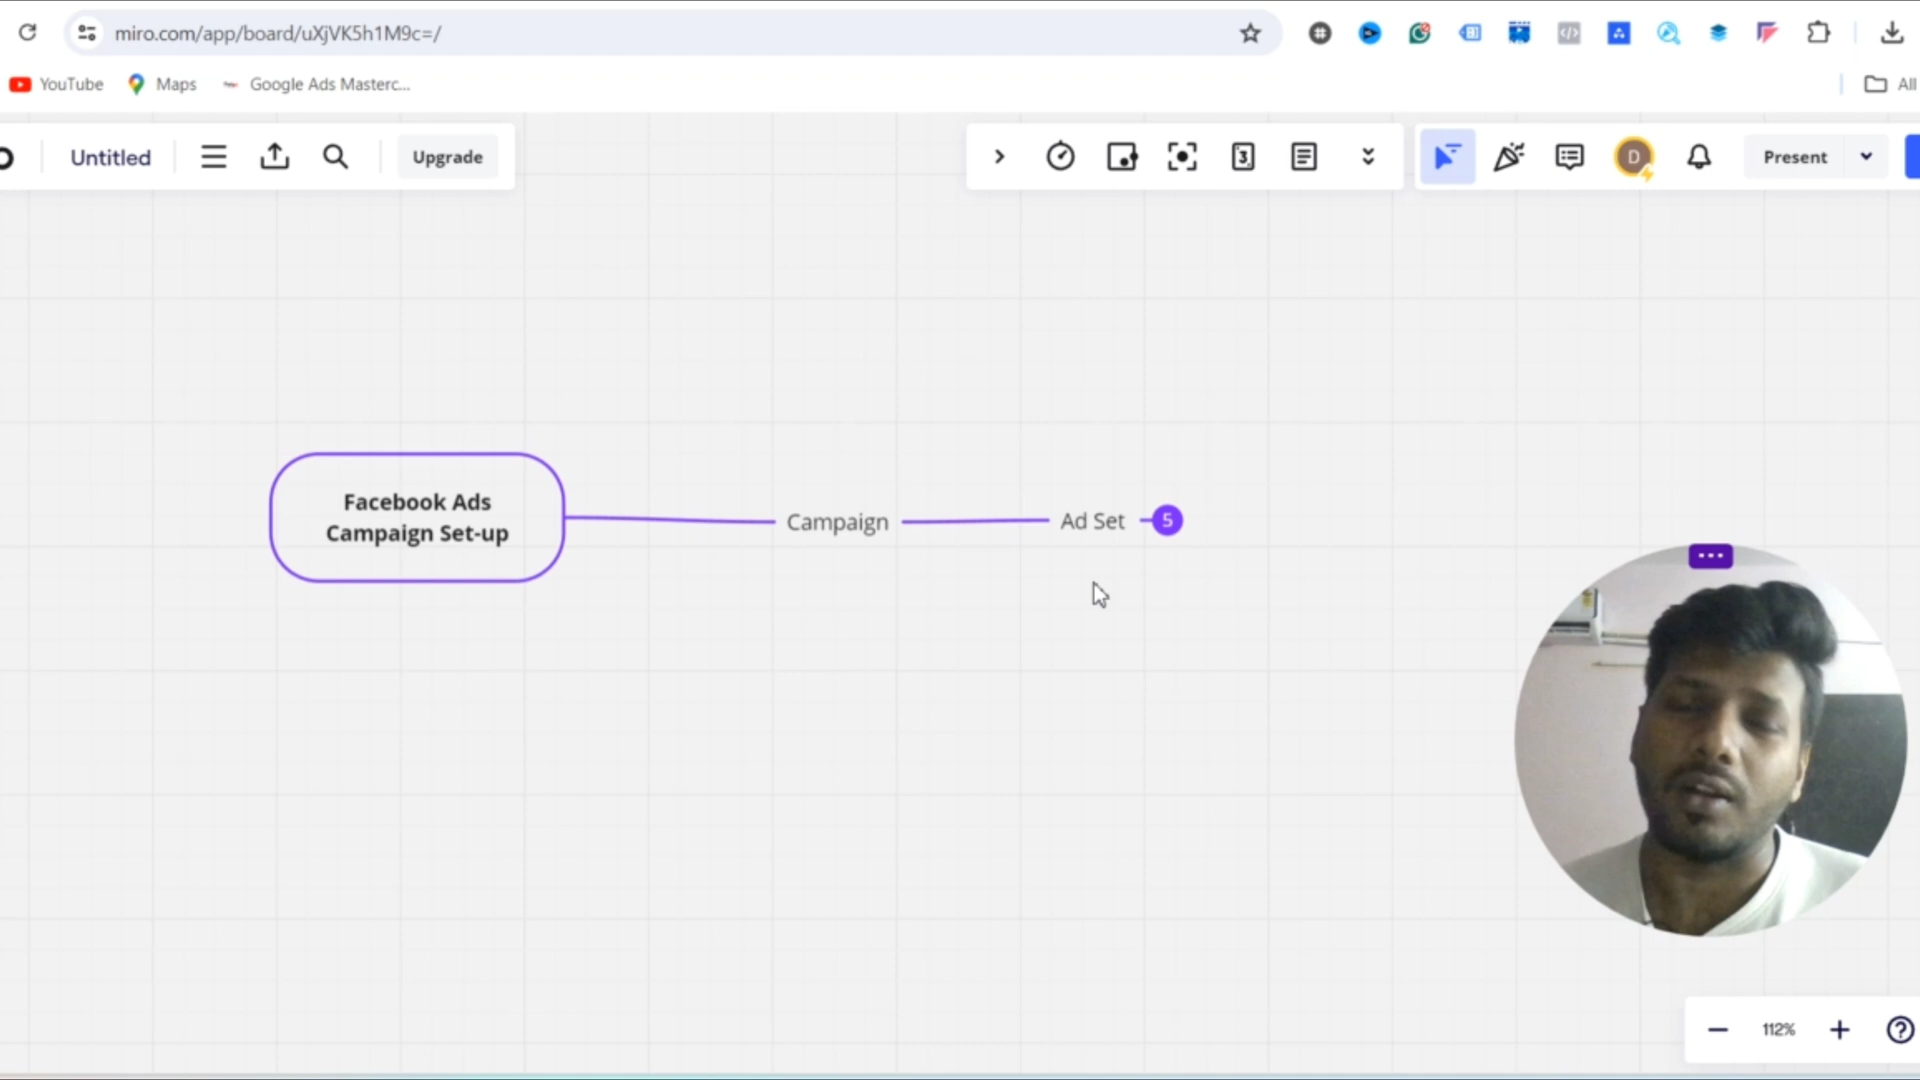 miro.com/app/board/uXjVK5h1M9c=/
YouTube
Maps
Google Ads Masterc...
All
Untitled
Upgrade
3
D
Present
Facebook Ads
Campaign Set-up
Campaign
Ad Set
5
112%